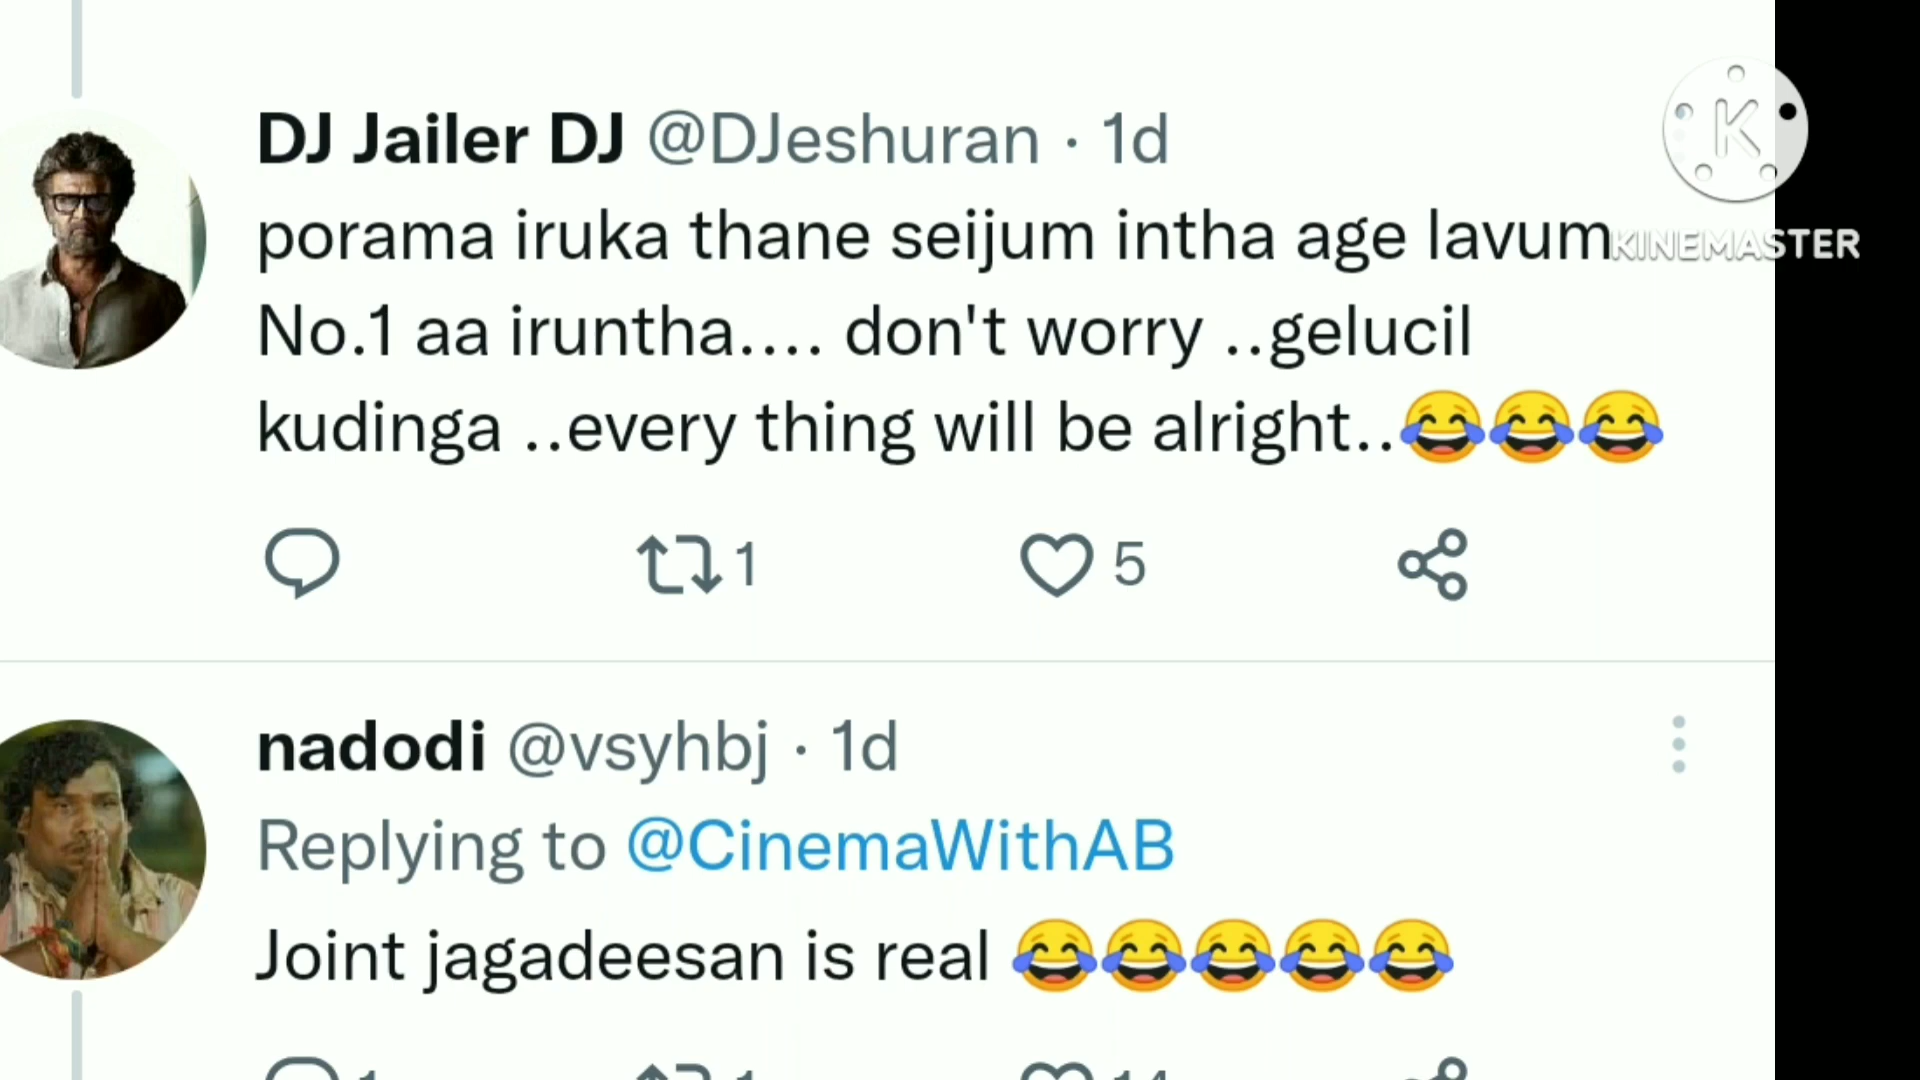 DJ Jailer DJ @DJeshuran · 1d
porama iruka thane seijum intha age lavum
No.1 aa iruntha.... don't worry ..gelucil
kudinga ..every thing will be alright..😂😂😂
1 5
K
KINEMASTER
nadodi @vsyhbj · 1d
Replying to @CinemaWithAB
Joint jagadeesan is real 😂😂😂😂😂